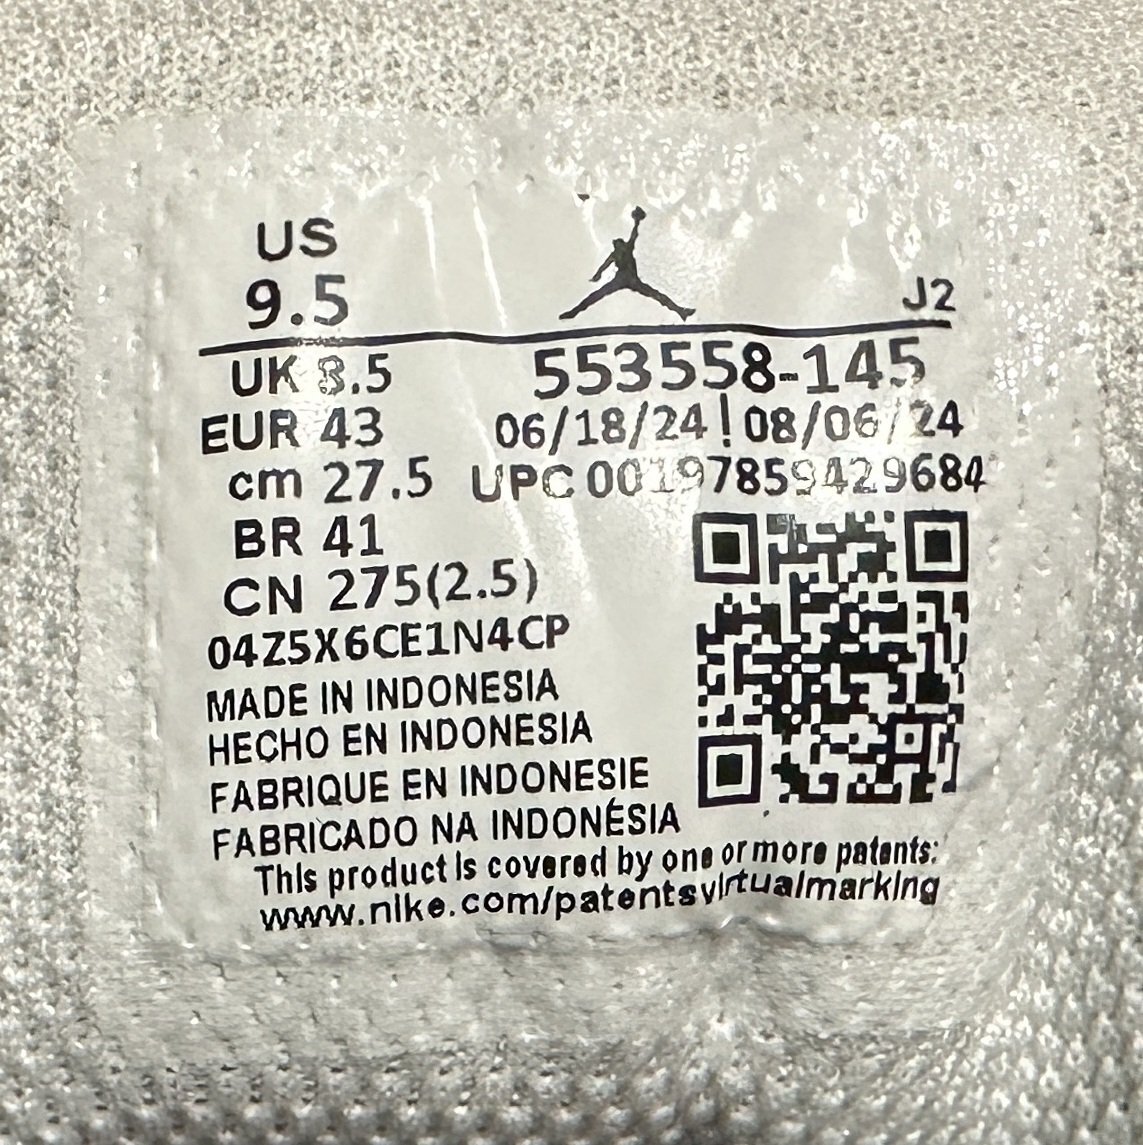 US
9.5
J2
UK 8.5
553558-145
EUR 43
06/18/24 | 08/06/24
cm 27.5
UPC 00197859429684
BR 41
CN 275(2.5)
04Z5X6CE1N4CP
MADE IN INDONESIA
HECHO EN INDONESIA
FABRIQUE EN INDONESIE
FABRICADO NA INDONÉSIA
This product is covered by one or more patents:
www.nike.com/patentsvirtualmarking